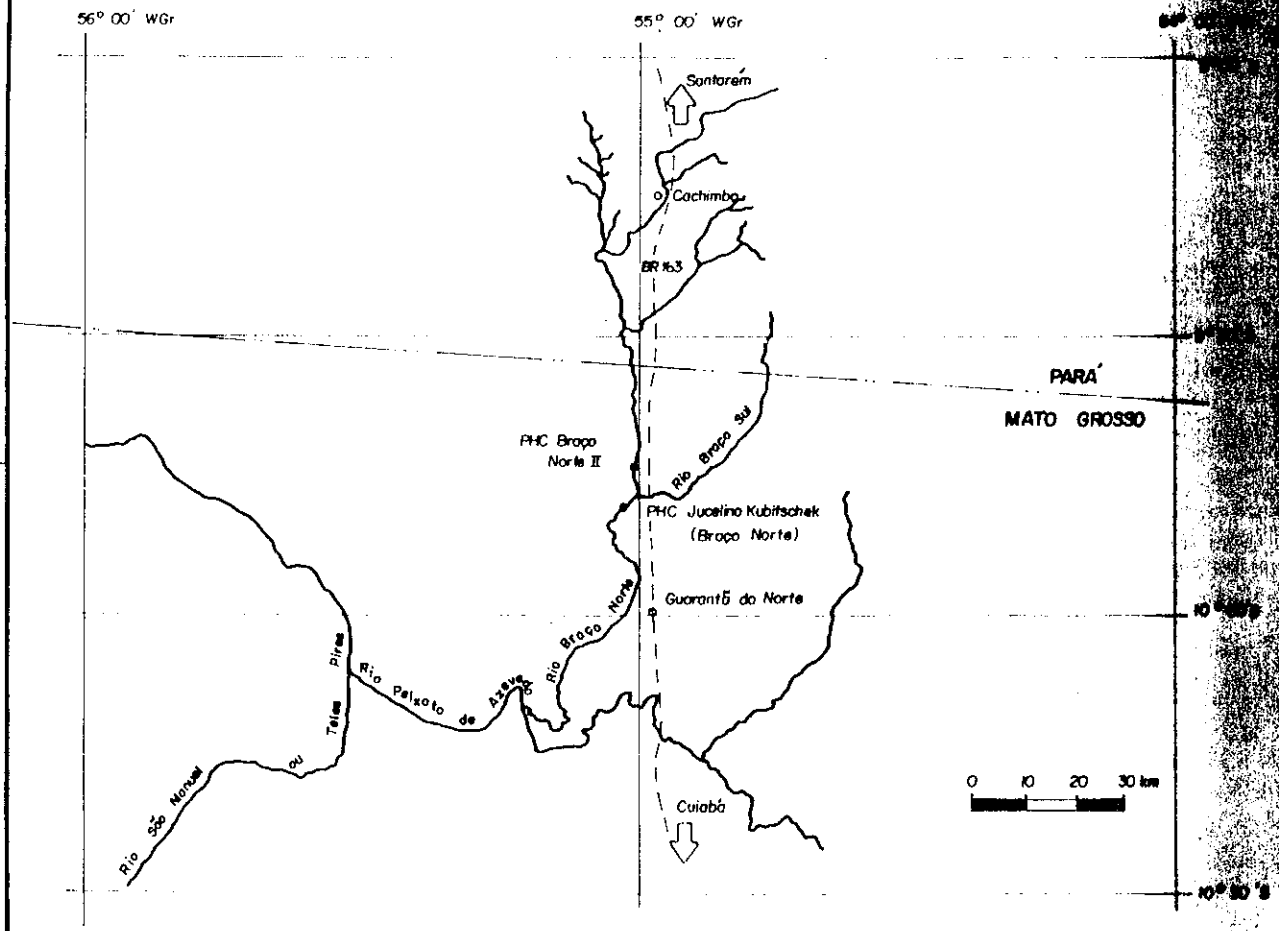 56° 00' WGr
55° 00' WGr
Santarém
Cachimbo
BR 163
PARÁ
MATO GROSSO
PHC Braço
Norte II
Rio Braço Sul
PHC Jucelino Kubitschek
(Braço Norte)
Guarantã do Norte
Rio Braço Norte
Rio Peixoto de Azevedo
Rio São Manuel ou Teles Pires
0 10 20 30 km
Cuiabá